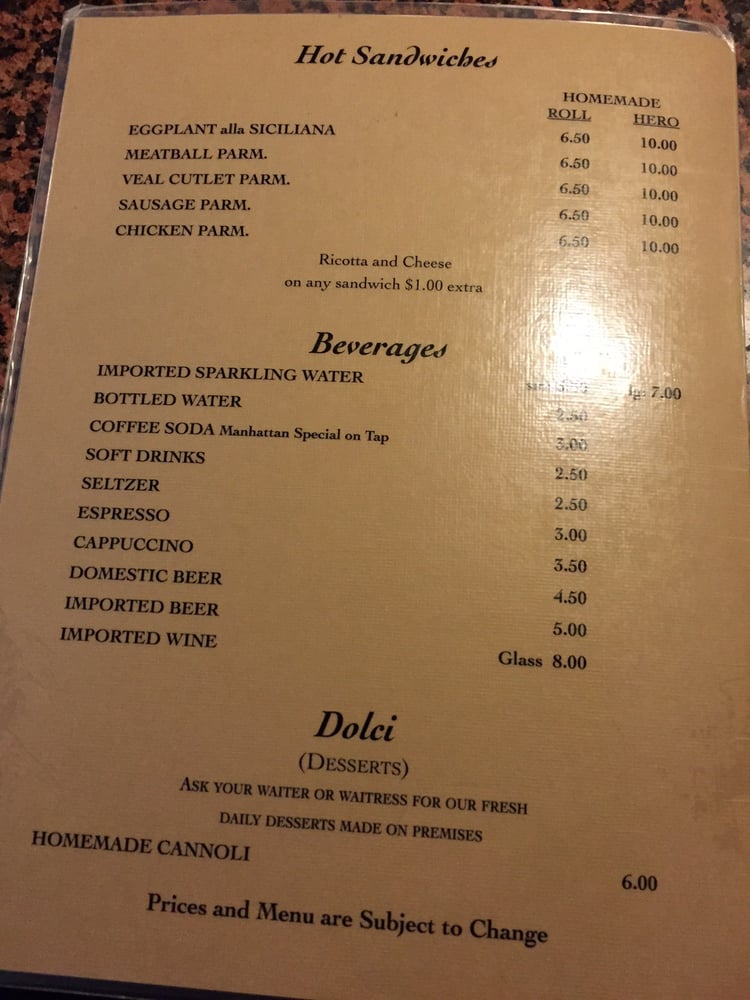 Hot Sandwiches
HOMEMADE
ROLL HERO
EGGPLANT alla SICILIANA 6.50 10.00
MEATBALL PARM. 6.50 10.00
VEAL CUTLET PARM. 6.50 10.00
SAUSAGE PARM. 6.50 10.00
CHICKEN PARM. 6.50 10.00
Ricotta and Cheese
on any sandwich $1.00 extra
Beverages
IMPORTED SPARKLING WATER lg: 7.00
BOTTLED WATER 2.50
COFFEE SODA Manhattan Special on Tap 3.00
SOFT DRINKS 2.50
SELTZER 2.50
ESPRESSO 3.00
CAPPUCCINO 3.50
DOMESTIC BEER 4.50
IMPORTED BEER 5.00
IMPORTED WINE Glass 8.00
Dolci
(DESSERTS)
ASK YOUR WAITER OR WAITRESS FOR OUR FRESH
DAILY DESSERTS MADE ON PREMISES
HOMEMADE CANNOLI 6.00
Prices and Menu are Subject to Change